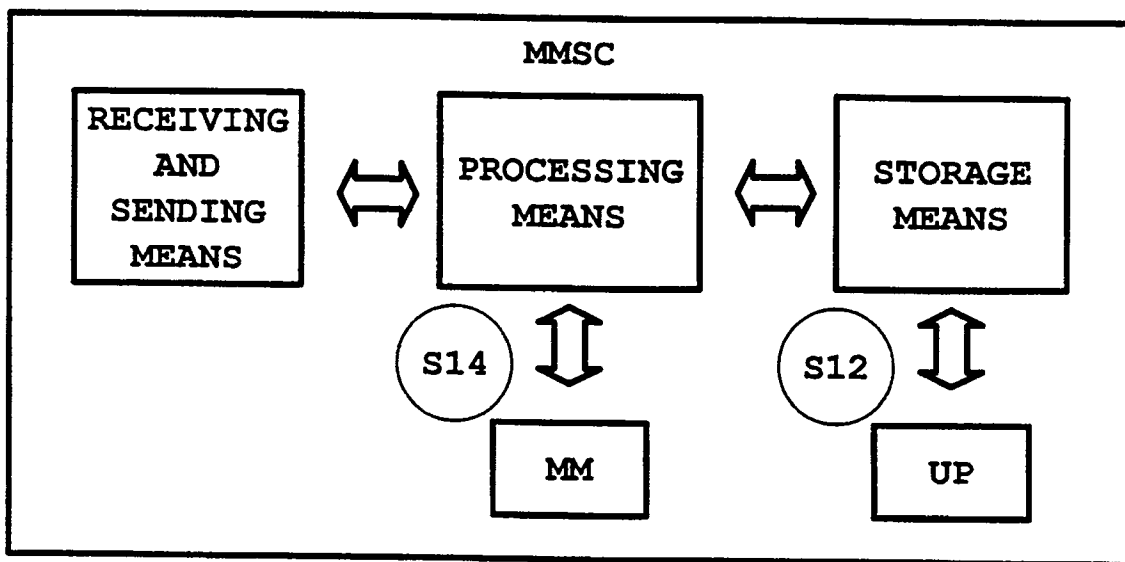 MMSC
RECEIVING
AND
SENDING
MEANS
PROCESSING
MEANS
STORAGE
MEANS
S14
S12
MM
UP